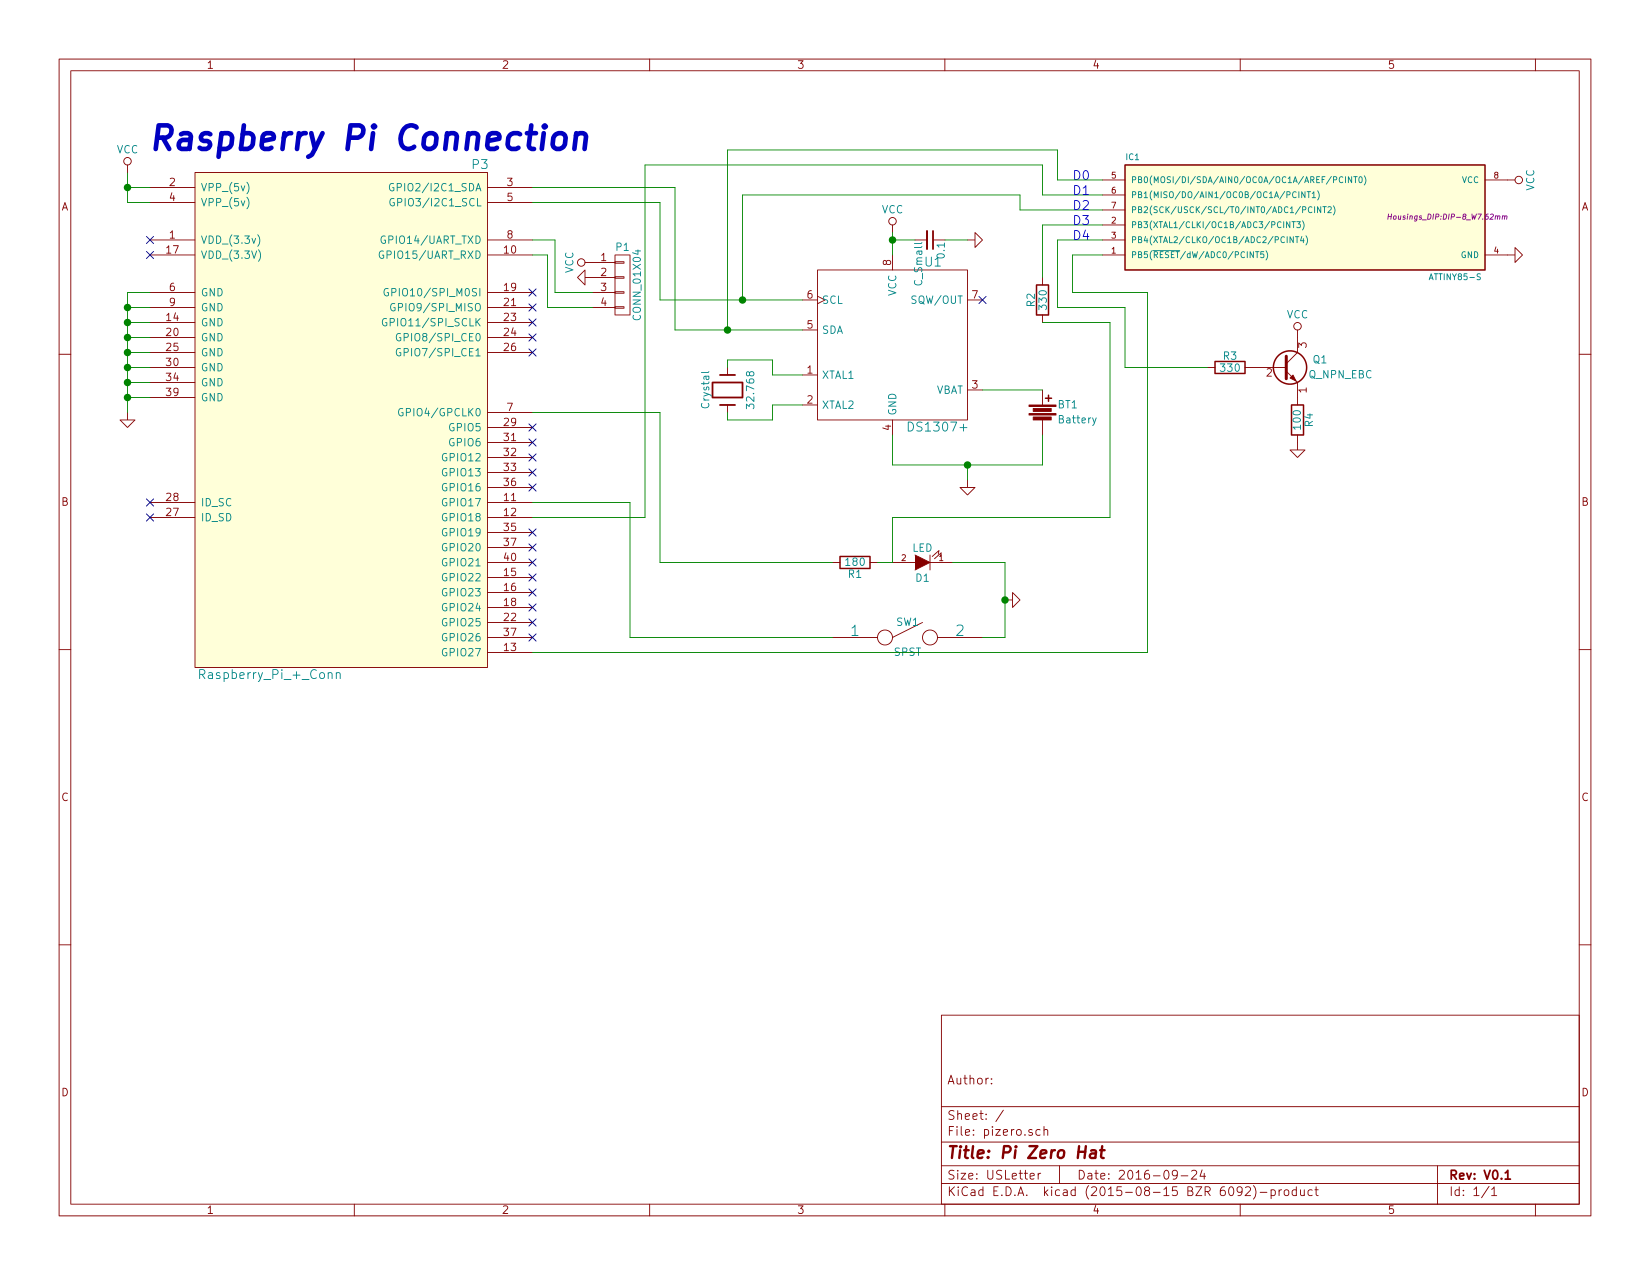 1 2 3 4 5
A
B
C
D
A
B
C
D
1 2 3 4 5
Raspberry Pi Connection
VCC
P3
2 VPP_(5v)
4 VPP_(5v)
1 VDD_(3.3v)
17 VDD_(3.3V)
6 GND
9 GND
14 GND
20 GND
25 GND
30 GND
34 GND
39 GND
28 ID_SC
27 ID_SD
GPIO2/I2C1_SDA 3
GPIO3/I2C1_SCL 5
GPIO14/UART_TXD 8
GPIO15/UART_RXD 10
GPIO10/SPI_MOSI 19
GPIO9/SPI_MISO 21
GPIO11/SPI_SCLK 23
GPIO8/SPI_CE0 24
GPIO7/SPI_CE1 26
GPIO4/GPCLK0 7
GPIO5 29
GPIO6 31
GPIO12 32
GPIO13 33
GPIO16 36
GPIO17 11
GPIO18 12
GPIO19 35
GPIO20 37
GPIO21 40
GPIO22 15
GPIO23 16
GPIO24 18
GPIO25 22
GPIO26 37
GPIO27 13
Raspberry_Pi_+_Conn
P1
VCC
1
2
3
4
CONN_01X04
VCC
C_Small
0.1
U1
8
VCC
6 SCL
5 SDA
1 XTAL1
2 XTAL2
SQW/OUT 7
VBAT 3
GND
4
DS1307+
Crystal
32.768
BT1
Battery
R2
330
180
R1
LED
2 1
D1
1 SW1 2
SPST
IC1
D0 5 PB0(MOSI/DI/SDA/AIN0/OC0A/OC1A/AREF/PCINT0)
D1 6 PB1(MISO/DO/AIN1/OC0B/OC1A/PCINT1)
D2 7 PB2(SCK/USCK/SCL/T0/INT0/ADC1/PCINT2)
D3 2 PB3(XTAL1/CLKI/OC1B/ADC3/PCINT3)
D4 3 PB4(XTAL2/CLKO/OC1B/ADC2/PCINT4)
1 PB5(RESET/dW/ADC0/PCINT5)
VCC 8
VCC
Housings_DIP:DIP-8_W7.62mm
GND 4
ATTINY85-S
VCC
R3
330
3
2
1
Q1
Q_NPN_EBC
100
R4
Author:
Sheet: /
File: pizero.sch
Title: Pi Zero Hat
Size: USLetter Date: 2016-09-24 Rev: V0.1
KiCad E.D.A. kicad (2015-08-15 BZR 6092)-product Id: 1/1